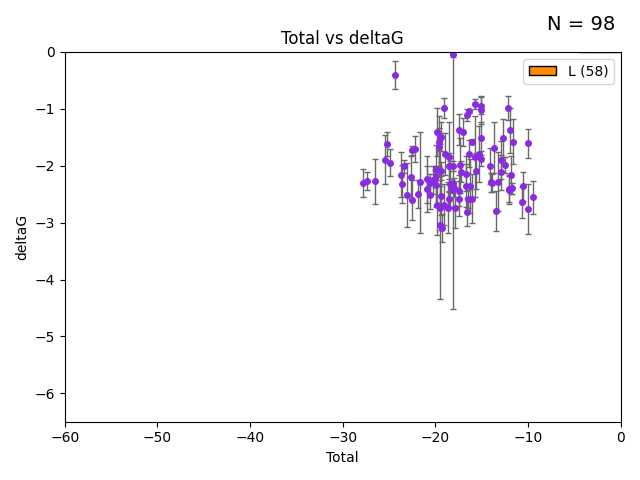 N = 98
Total vs deltaG
L (58)
0
−1
−2
−3
−4
−5
−6
deltaG
−60 −50 −40 −30 −20 −10 0
Total